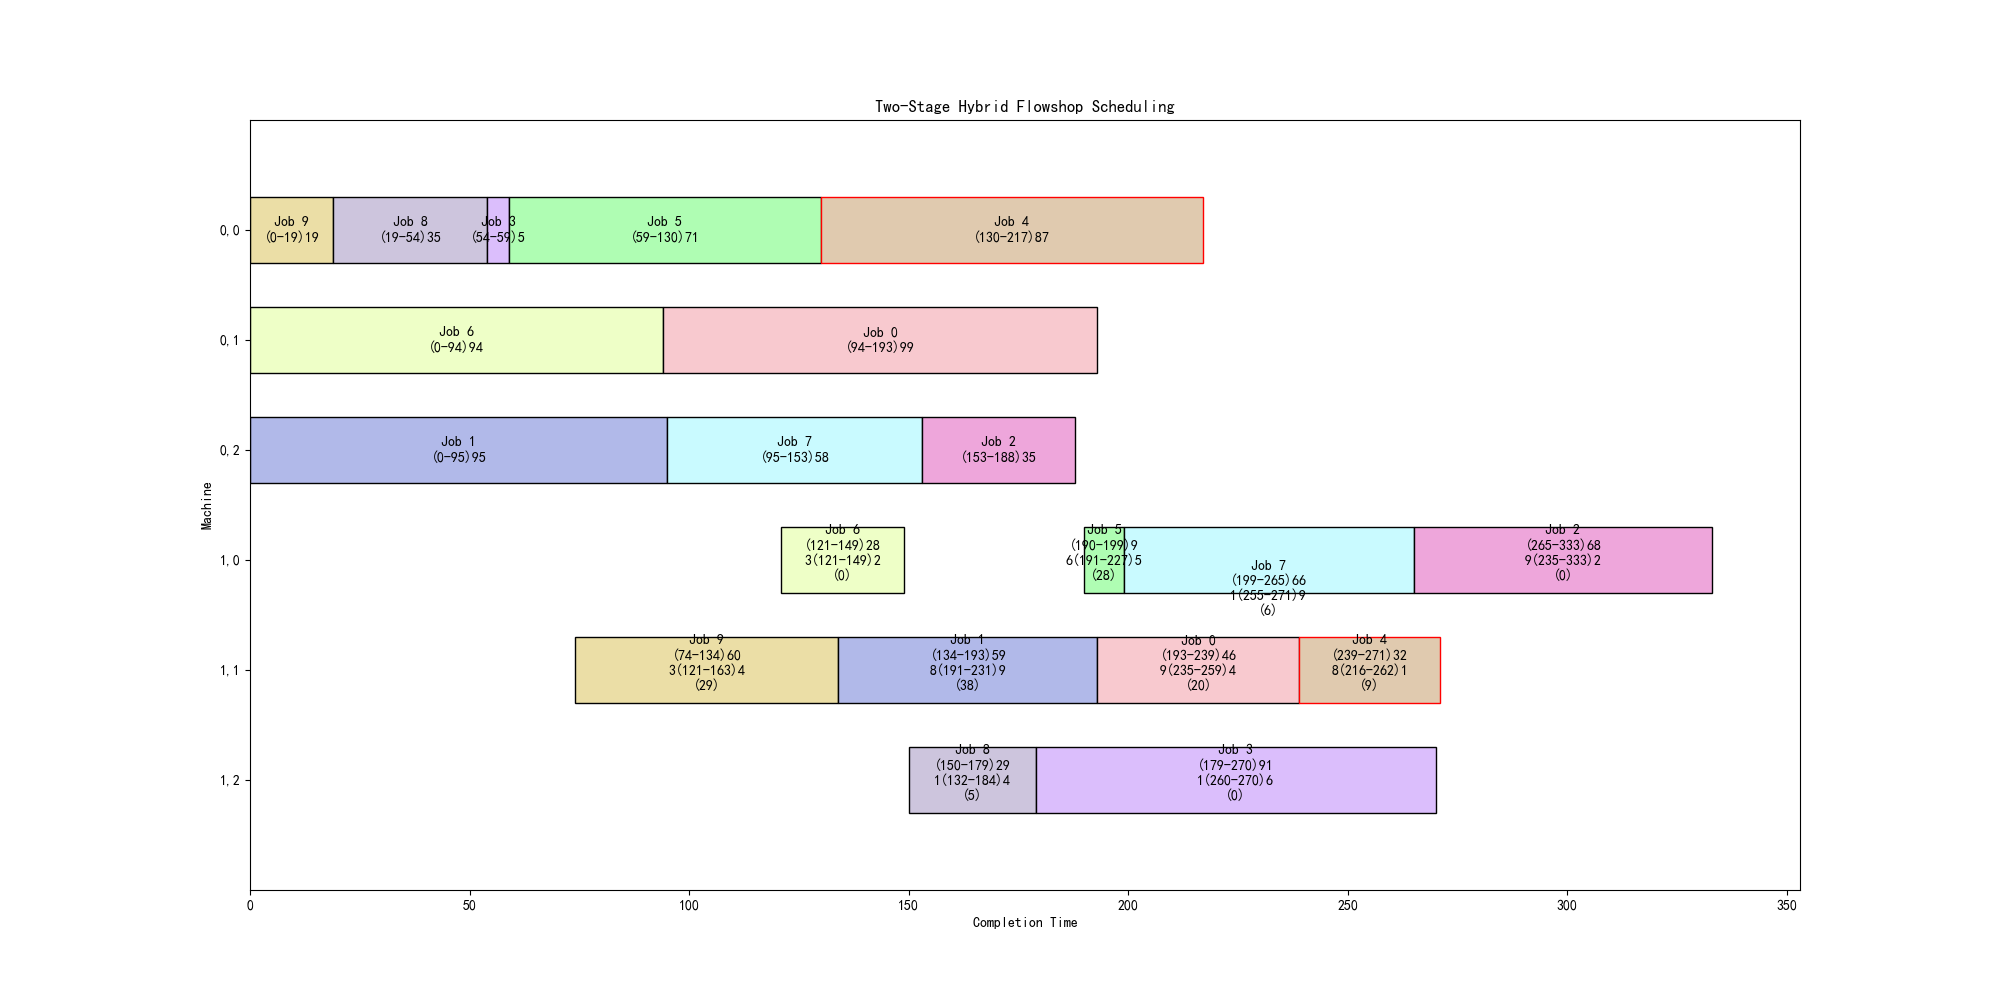 Two-Stage Hybrid Flowshop Scheduling
0,0
Job 9
(0-19)19
Job 8
(19-54)35
Job 3
(54-59)5
Job 5
(59-130)71
Job 4
(130-217)87
0,1
Job 6
(0-94)94
Job 0
(94-193)99
0,2
Job 1
(0-95)95
Job 7
(95-153)58
Job 2
(153-188)35
Machine
1,0
Job 6
(121-149)28
3(121-149)2
(0)
Job 5
(190-199)9
6(191-227)5
(28)
Job 7
(199-265)66
1(255-271)9
(6)
Job 2
(265-333)68
9(235-333)2
(0)
1,1
Job 9
(74-134)60
3(121-163)4
(29)
Job 1
(134-193)59
8(191-231)9
(38)
Job 0
(193-239)46
9(235-259)4
(20)
Job 4
(239-271)32
8(216-262)1
(9)
1,2
Job 8
(150-179)29
1(132-184)4
(5)
Job 3
(179-270)91
1(260-270)6
(0)
0
50
100
150
200
250
300
350
Completion Time